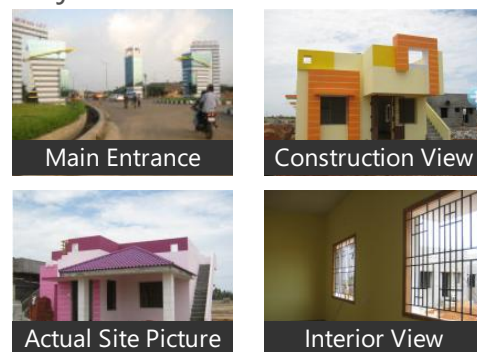 Main Entrance
Construction View
Actual Site Picture
Interior View